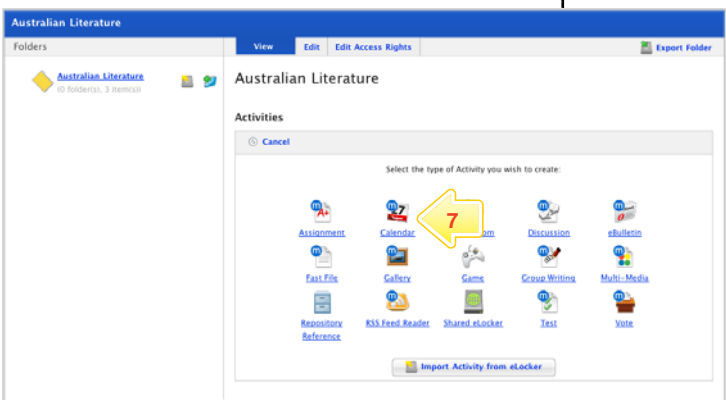 Australian Literature
Folders
View Edit Edit Access Rights Export Folder
Australian Literature
(0 folder(s), 3 item(s))
Australian Literature
Activities
Cancel
Select the type of Activity you wish to create:
7
Assignment Calendar Discussion eBulletin
Fast File Gallery Game Group Writing Multi-Media
Repository Reference RSS Feed Reader Shared eLocker Test Vote
Import Activity from eLocker